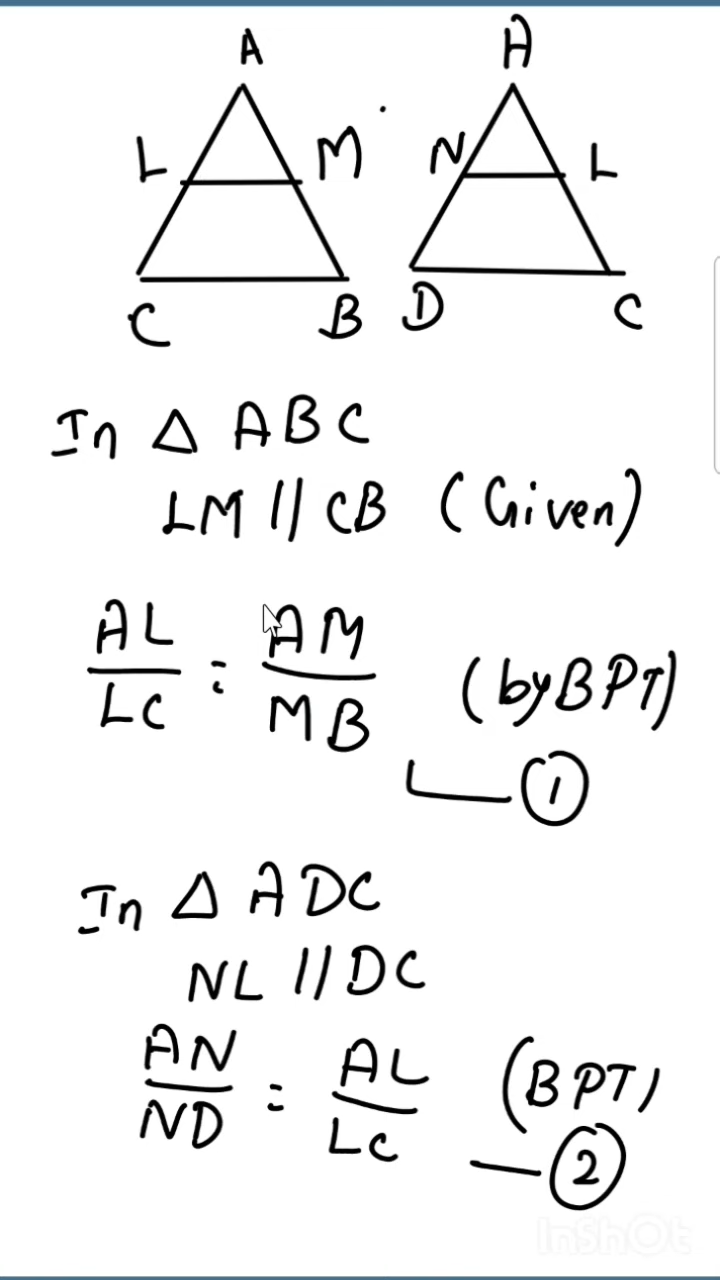 A
H
L
M
N
L
C
B
D
C
In △ ABC
LM // CB (Given)
AL/LC = AM/MB (by BPT)
1
In △ ADC
NL // DC
AN/ND = AL/LC (BPT)
2
InShOt